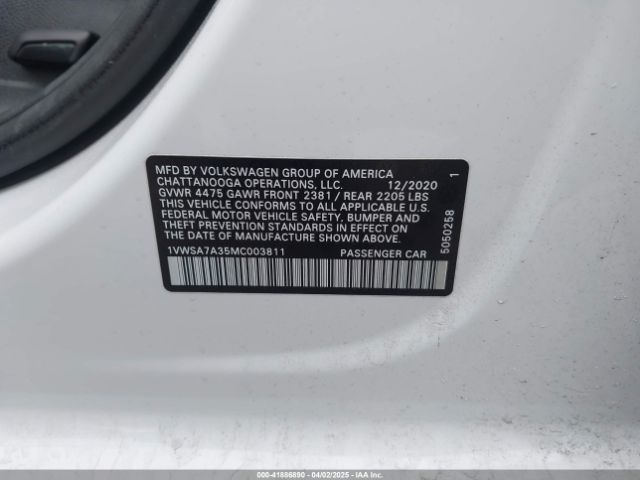 MFD BY VOLKSWAGEN GROUP OF AMERICA
CHATTANOOGA OPERATIONS, LLC. 12/2020
GVWR 4475 GAWR FRONT 2381 / REAR 2205 LBS
THIS VEHICLE CONFORMS TO ALL APPLICABLE U.S.
FEDERAL MOTOR VEHICLE SAFETY, BUMPER AND
THEFT PREVENTION STANDARDS IN EFFECT ON THE
DATE OF MANUFACTURE SHOWN ABOVE.
1VWSA7A35MC003811 PASSENGER CAR
5050258 1
000-41886890 - 04/02/2025 - IAA, Inc. Copyright